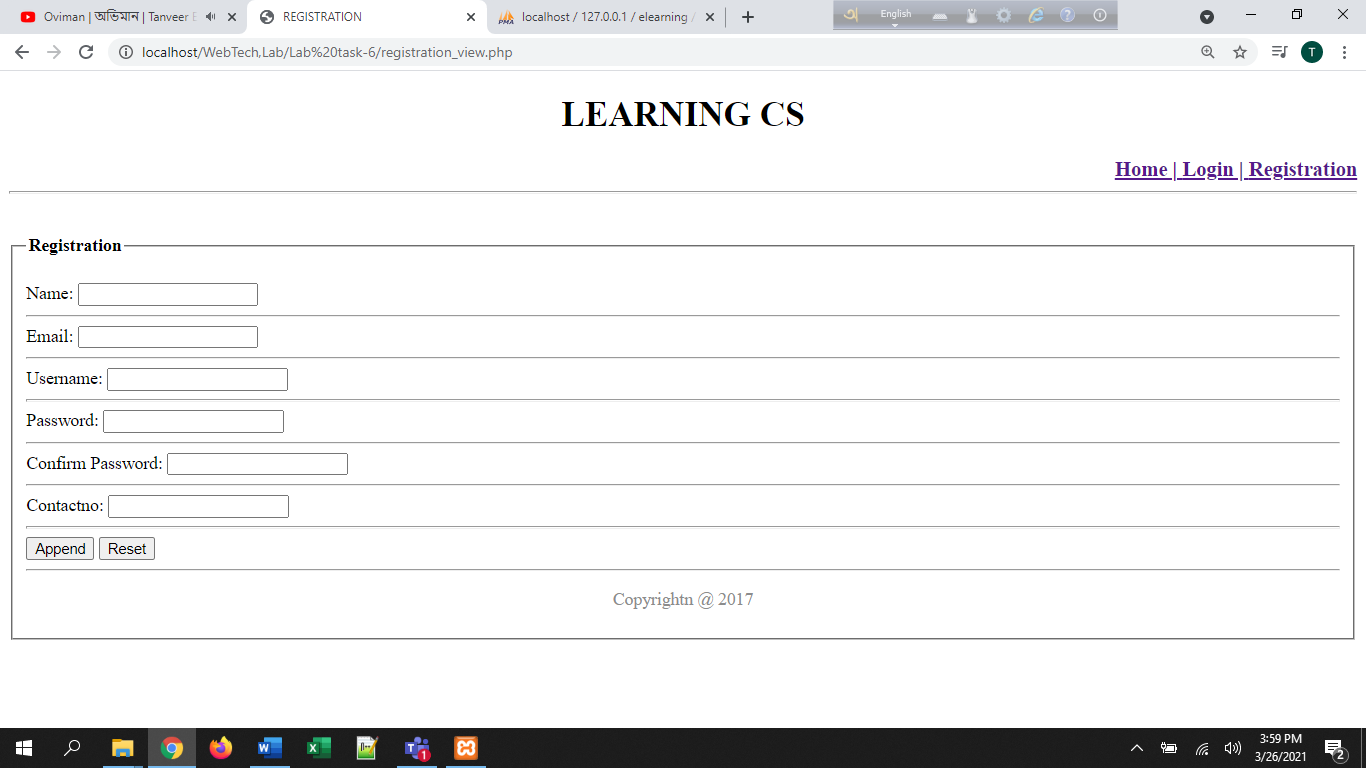 Oviman | অভিমান | Tanveer E
REGISTRATION
localhost / 127.0.0.1 / elearning /
English
localhost/WebTech,Lab/Lab%20task-6/registration_view.php
T
LEARNING CS
Home | Login | Registration
Registration
Name:
Email:
Username:
Password:
Confirm Password:
Contactno:
Append Reset
Copyrightn @ 2017
3:59 PM
3/26/2021
1
2